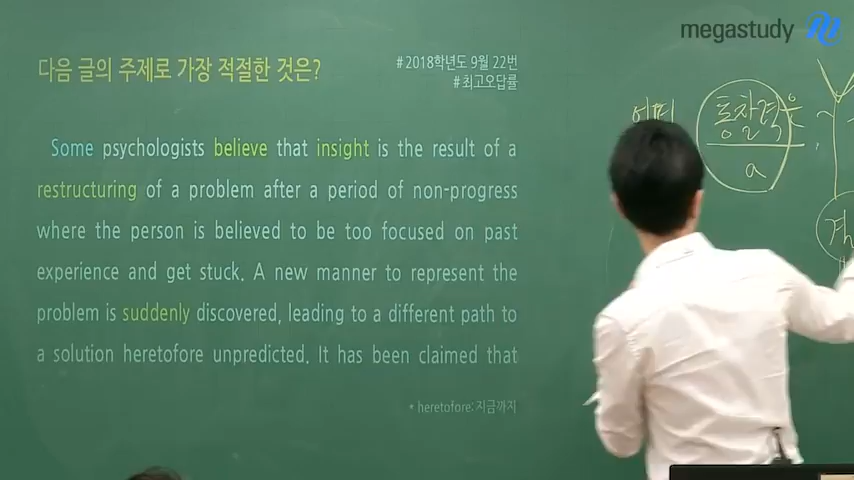 megastudy
다음 글의 주제로 가장 적절한 것은?
#2018학년도 9월 22번
#최고오답률
Some psychologists believe that insight is the result of a
restructuring of a problem after a period of non-progress
where the person is believed to be too focused on past
experience and get stuck. A new manner to represent the
problem is suddenly discovered, leading to a different path to
a solution heretofore unpredicted. It has been claimed that
* heretofore: 지금까지
통찰력은
a